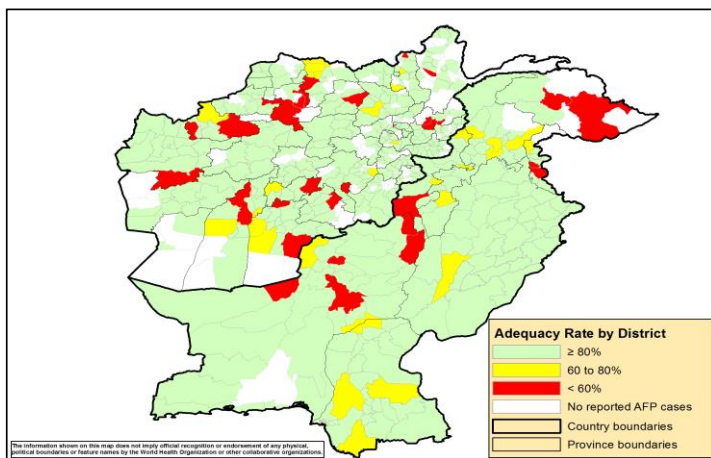 Adequacy Rate by District
≥ 80%
60 to 80%
< 60%
No reported AFP cases
Country boundaries
Province boundaries
The information shown on this map does not imply official recognition or endorsement of any physical,
political boundaries or feature names by the World Health Organization or other collaborative organizations.